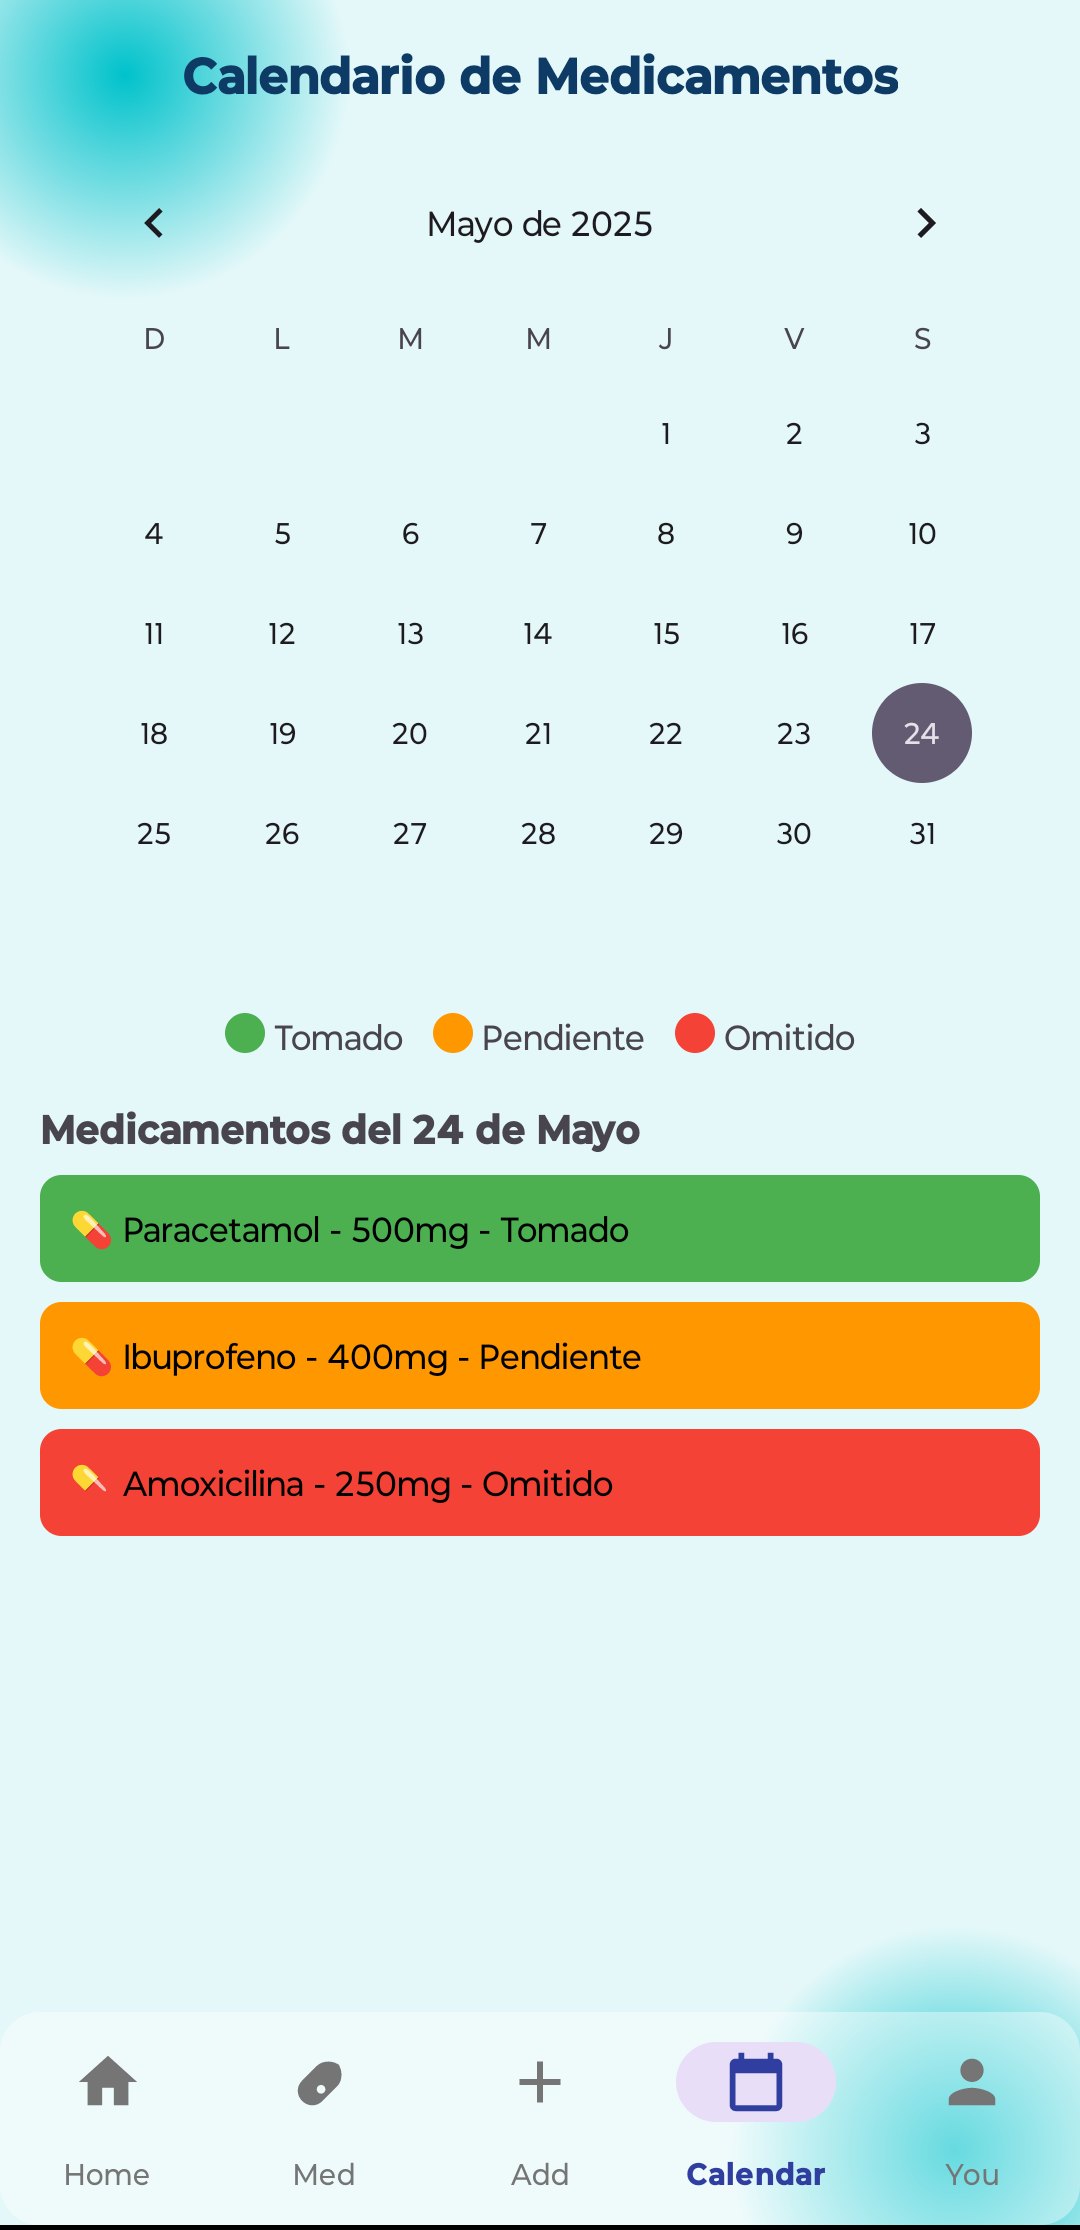 Calendario de Medicamentos
Mayo de 2025
D L M M J V S
1 2 3
4 5 6 7 8 9 10
11 12 13 14 15 16 17
18 19 20 21 22 23 24
25 26 27 28 29 30 31
Tomado Pendiente Omitido
Medicamentos del 24 de Mayo
Paracetamol - 500mg - Tomado
Ibuprofeno - 400mg - Pendiente
Amoxicilina - 250mg - Omitido
Home Med Add Calendar You